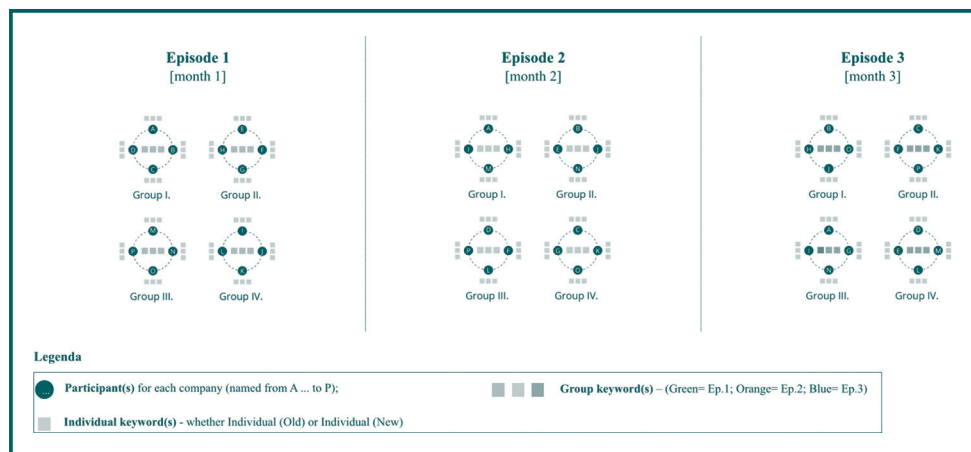 Episode 1
[month 1]
A
D B
C
Group I.
E
H F
G
Group II.
M
P N
O
Group III.
I
L J
K
Group IV.
Episode 2
[month 2]
A
I H
M
Group I.
B
E J
N
Group II.
D
P F
L
Group III.
C
G K
O
Group IV.
Episode 3
[month 3]
B
H O
J
Group I.
C
F K
P
Group II.
A
I G
N
Group III.
D
E M
L
Group IV.
Legenda
... Participant(s) for each company (named from A ... to P);
Group keyword(s) – (Green= Ep.1; Orange= Ep.2; Blue= Ep.3)
Individual keyword(s) - whether Individual (Old) or Individual (New)